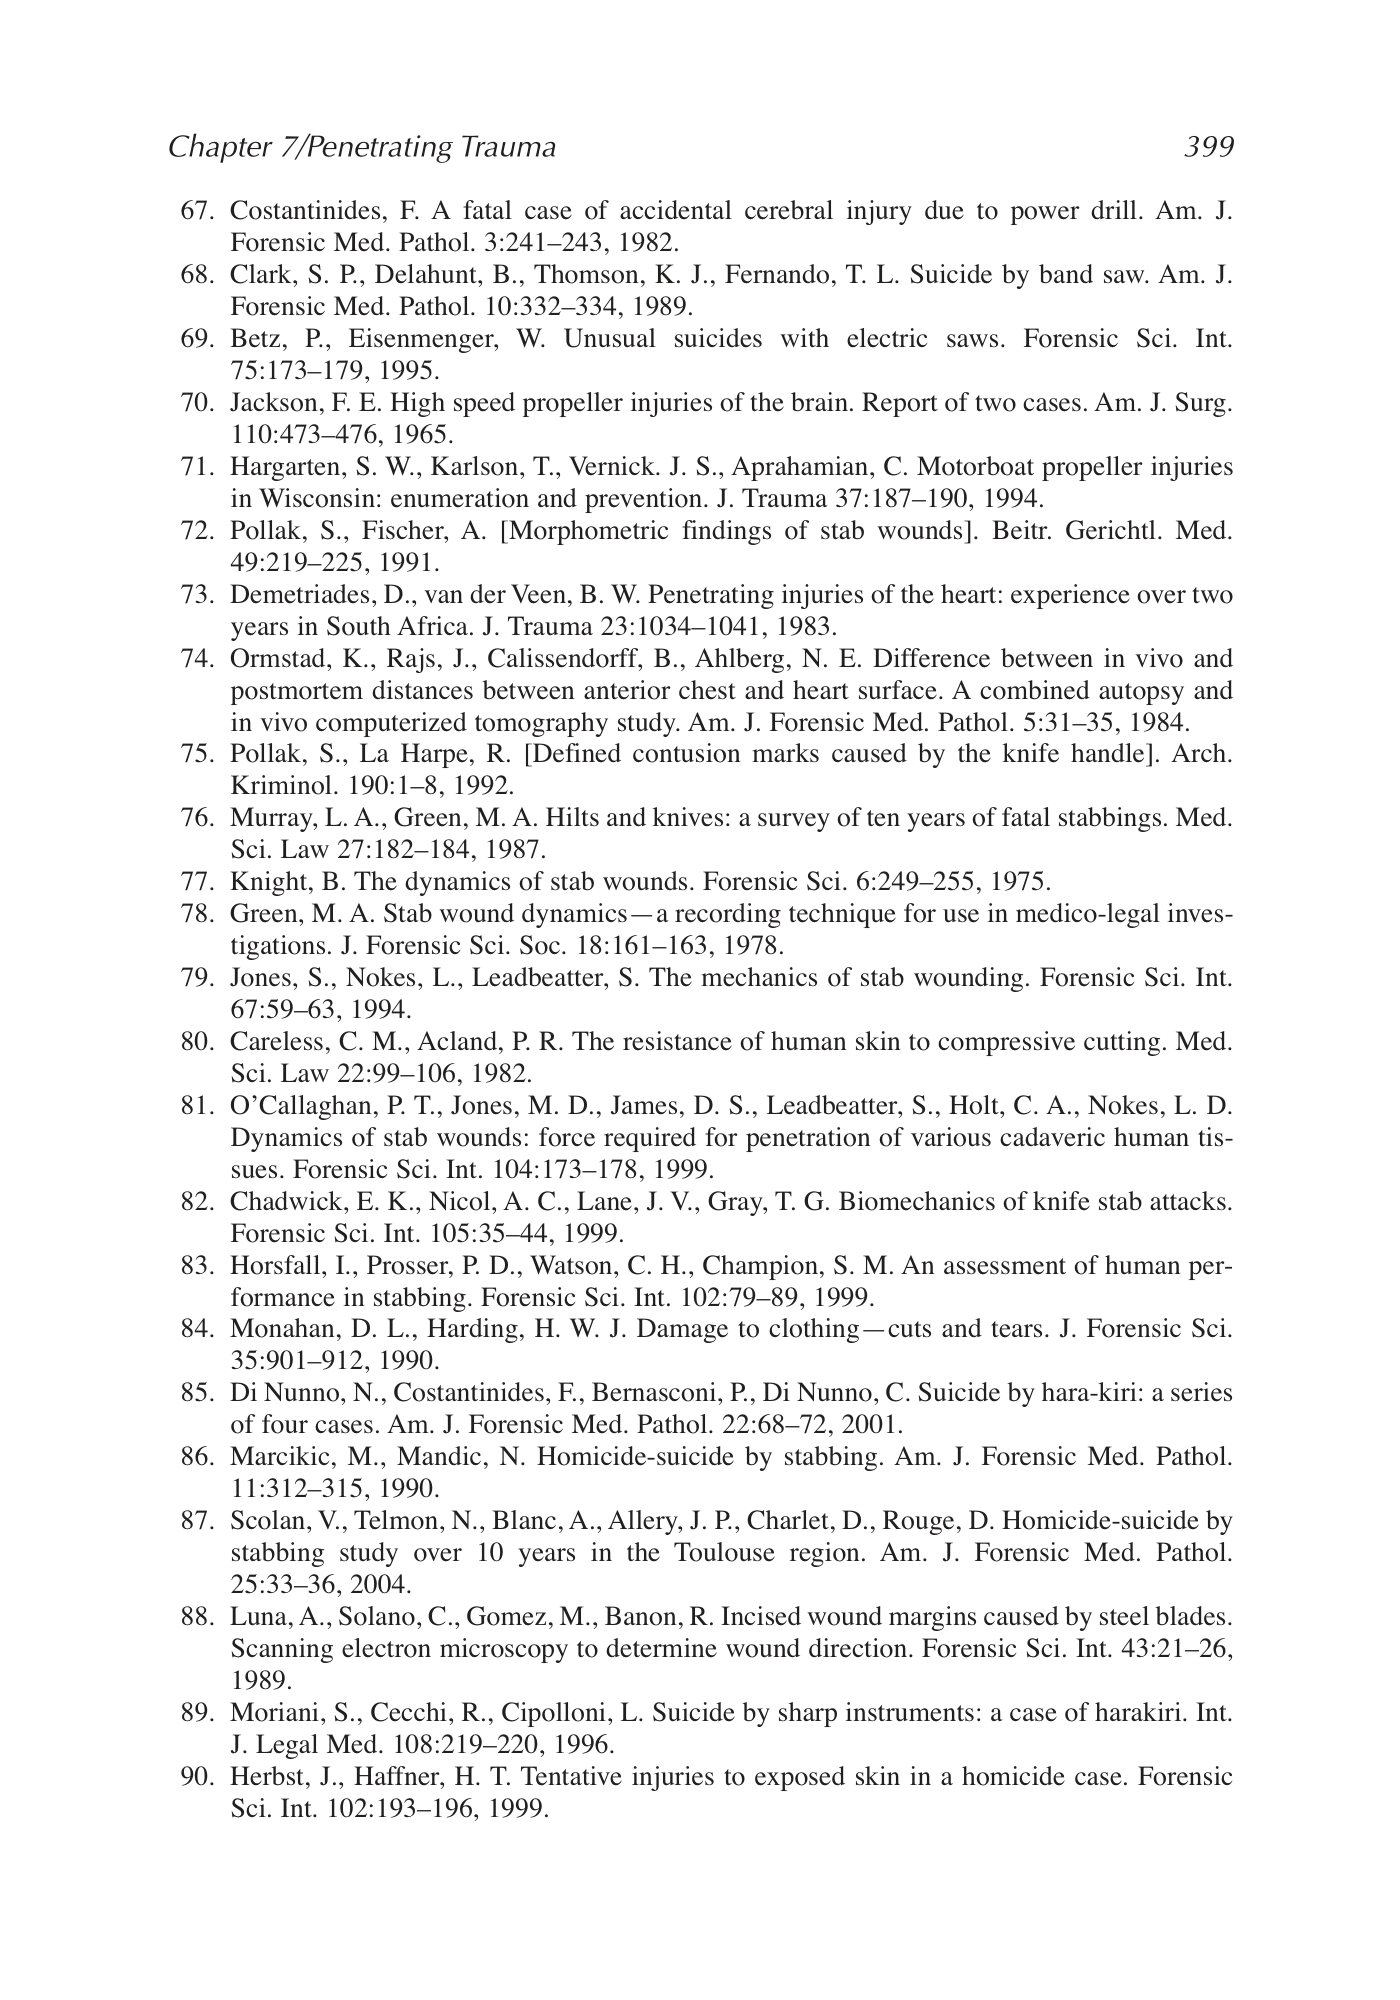 Chapter 7/Penetrating Trauma 399
67. Costantinides, F. A fatal case of accidental cerebral injury due to power drill. Am. J.
Forensic Med. Pathol. 3:241–243, 1982.
68. Clark, S. P., Delahunt, B., Thomson, K. J., Fernando, T. L. Suicide by band saw. Am. J.
Forensic Med. Pathol. 10:332–334, 1989.
69. Betz, P., Eisenmenger, W. Unusual suicides with electric saws. Forensic Sci. Int.
75:173–179, 1995.
70. Jackson, F. E. High speed propeller injuries of the brain. Report of two cases. Am. J. Surg.
110:473–476, 1965.
71. Hargarten, S. W., Karlson, T., Vernick. J. S., Aprahamian, C. Motorboat propeller injuries
in Wisconsin: enumeration and prevention. J. Trauma 37:187–190, 1994.
72. Pollak, S., Fischer, A. [Morphometric findings of stab wounds]. Beitr. Gerichtl. Med.
49:219–225, 1991.
73. Demetriades, D., van der Veen, B. W. Penetrating injuries of the heart: experience over two
years in South Africa. J. Trauma 23:1034–1041, 1983.
74. Ormstad, K., Rajs, J., Calissendorff, B., Ahlberg, N. E. Difference between in vivo and
postmortem distances between anterior chest and heart surface. A combined autopsy and
in vivo computerized tomography study. Am. J. Forensic Med. Pathol. 5:31–35, 1984.
75. Pollak, S., La Harpe, R. [Defined contusion marks caused by the knife handle]. Arch.
Kriminol. 190:1–8, 1992.
76. Murray, L. A., Green, M. A. Hilts and knives: a survey of ten years of fatal stabbings. Med.
Sci. Law 27:182–184, 1987.
77. Knight, B. The dynamics of stab wounds. Forensic Sci. 6:249–255, 1975.
78. Green, M. A. Stab wound dynamics—a recording technique for use in medico-legal inves-
tigations. J. Forensic Sci. Soc. 18:161–163, 1978.
79. Jones, S., Nokes, L., Leadbeatter, S. The mechanics of stab wounding. Forensic Sci. Int.
67:59–63, 1994.
80. Careless, C. M., Acland, P. R. The resistance of human skin to compressive cutting. Med.
Sci. Law 22:99–106, 1982.
81. O’Callaghan, P. T., Jones, M. D., James, D. S., Leadbeatter, S., Holt, C. A., Nokes, L. D.
Dynamics of stab wounds: force required for penetration of various cadaveric human tis-
sues. Forensic Sci. Int. 104:173–178, 1999.
82. Chadwick, E. K., Nicol, A. C., Lane, J. V., Gray, T. G. Biomechanics of knife stab attacks.
Forensic Sci. Int. 105:35–44, 1999.
83. Horsfall, I., Prosser, P. D., Watson, C. H., Champion, S. M. An assessment of human per-
formance in stabbing. Forensic Sci. Int. 102:79–89, 1999.
84. Monahan, D. L., Harding, H. W. J. Damage to clothing—cuts and tears. J. Forensic Sci.
35:901–912, 1990.
85. Di Nunno, N., Costantinides, F., Bernasconi, P., Di Nunno, C. Suicide by hara-kiri: a series
of four cases. Am. J. Forensic Med. Pathol. 22:68–72, 2001.
86. Marcikic, M., Mandic, N. Homicide-suicide by stabbing. Am. J. Forensic Med. Pathol.
11:312–315, 1990.
87. Scolan, V., Telmon, N., Blanc, A., Allery, J. P., Charlet, D., Rouge, D. Homicide-suicide by
stabbing study over 10 years in the Toulouse region. Am. J. Forensic Med. Pathol.
25:33–36, 2004.
88. Luna, A., Solano, C., Gomez, M., Banon, R. Incised wound margins caused by steel blades.
Scanning electron microscopy to determine wound direction. Forensic Sci. Int. 43:21–26,
1989.
89. Moriani, S., Cecchi, R., Cipolloni, L. Suicide by sharp instruments: a case of harakiri. Int.
J. Legal Med. 108:219–220, 1996.
90. Herbst, J., Haffner, H. T. Tentative injuries to exposed skin in a homicide case. Forensic
Sci. Int. 102:193–196, 1999.